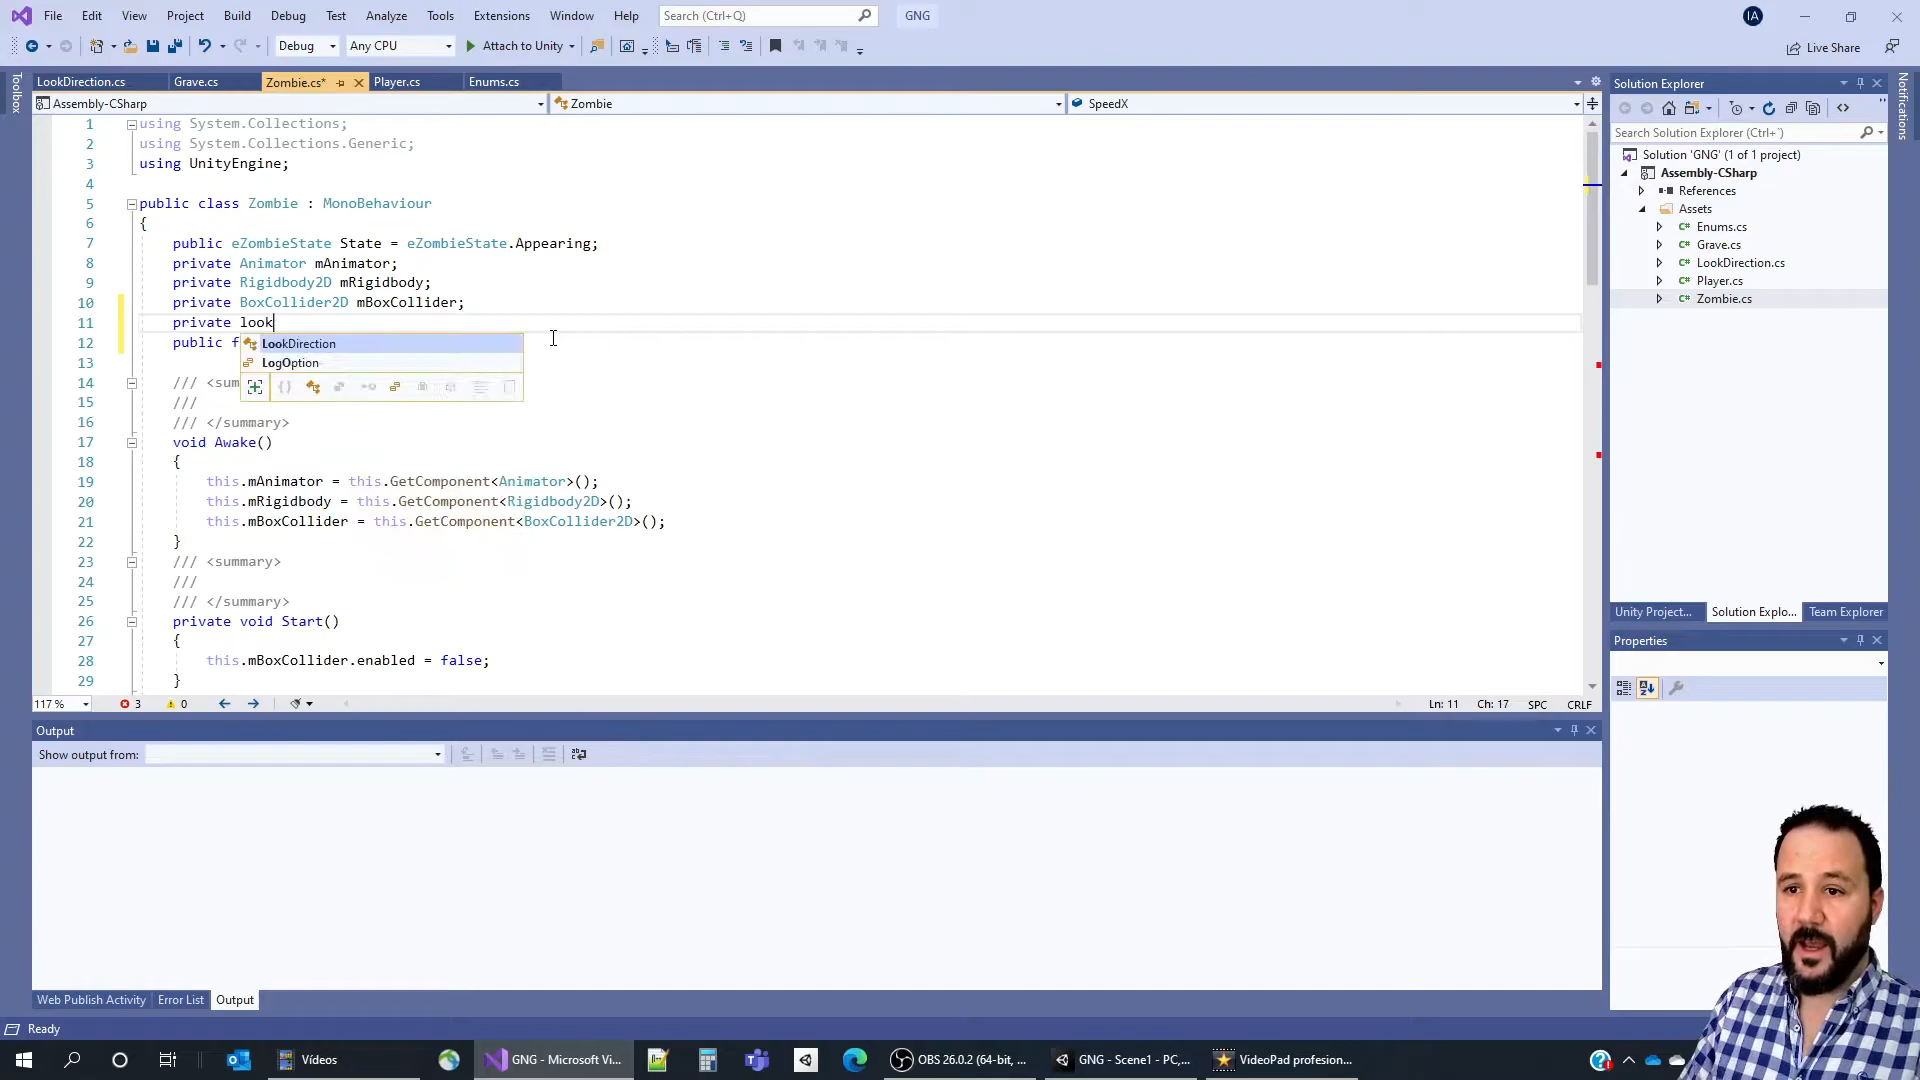 File Edit View Project Build Debug Test Analyze Tools Extensions Window Help Search (Ctrl+Q) GNG IA
Debug Any CPU Attach to Unity Live Share
Toolbox
LookDirection.cs Grave.cs Zombie.cs* Player.cs Enums.cs
Assembly-CSharp Zombie SpeedX
1 using System.Collections;
2 using System.Collections.Generic;
3 using UnityEngine;
4
5 public class Zombie : MonoBehaviour
6 {
7 public eZombieState State = eZombieState.Appearing;
8 private Animator mAnimator;
9 private Rigidbody2D mRigidbody;
10 private BoxCollider2D mBoxCollider;
11 private look
12 public f
LookDirection
LogOption
13
14 /// <sum
15 ///
16 /// </summary>
17 void Awake()
18 {
19 this.mAnimator = this.GetComponent<Animator>();
20 this.mRigidbody = this.GetComponent<Rigidbody2D>();
21 this.mBoxCollider = this.GetComponent<BoxCollider2D>();
22 }
23 /// <summary>
24 ///
25 /// </summary>
26 private void Start()
27 {
28 this.mBoxCollider.enabled = false;
29 }
117 % 3 0 Ln: 11 Ch: 17 SPC CRLF
Output
Show output from:
Web Publish Activity Error List Output
Solution Explorer
Search Solution Explorer (Ctrl+´)
Solution 'GNG' (1 of 1 project)
Assembly-CSharp
References
Assets
Enums.cs
Grave.cs
LookDirection.cs
Player.cs
Zombie.cs
Unity Project... Solution Explo... Team Explorer
Properties
Notifications
Ready
Vídeos GNG - Microsoft Vi... OBS 26.0.2 (64-bit, ... GNG - Scene1 - PC,... VideoPad profesion...